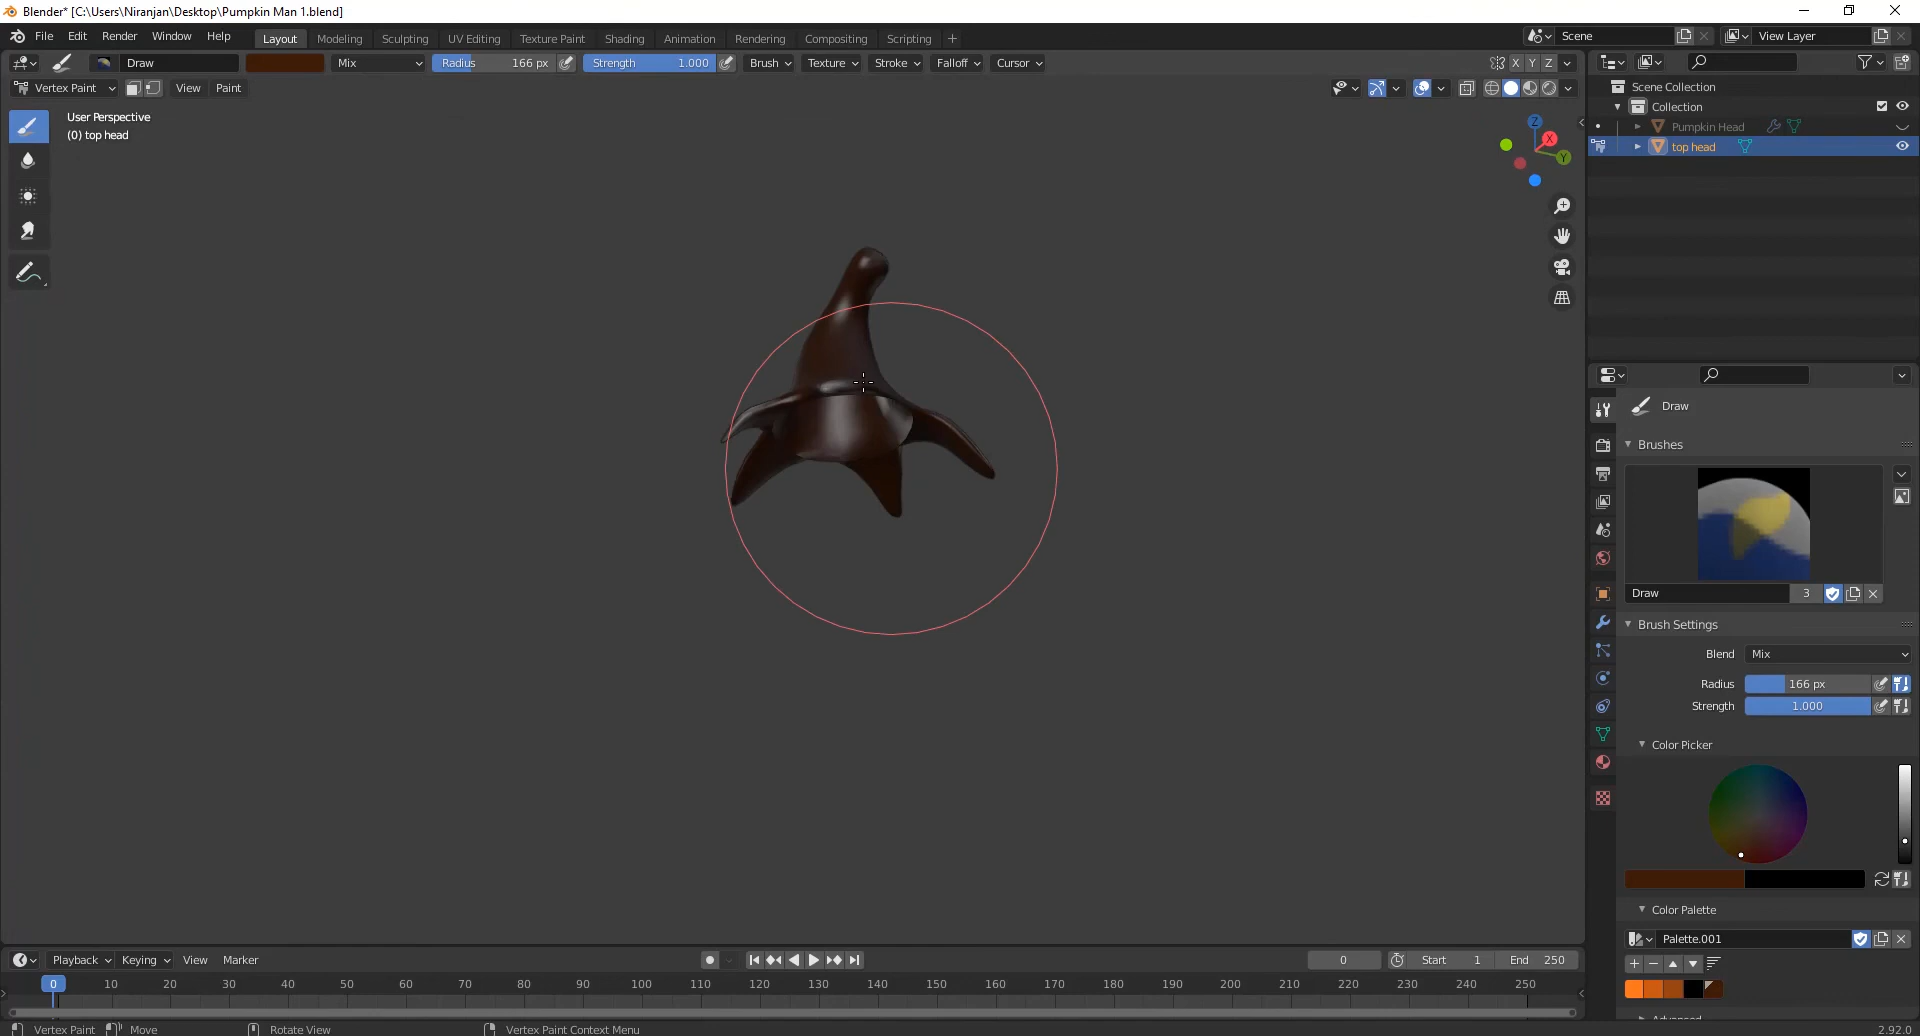 Blender* [C:\Users\Niranjan\Desktop\Pumpkin Man 1.blend]
File Edit Render Window Help Layout Modeling Sculpting UV Editing Texture Paint Shading Animation Rendering Compositing Scripting + Scene View Layer
Draw Mix Radius 166 px Strength 1.000 Brush Texture Stroke Falloff Cursor X Y Z
Vertex Paint View Paint
User Perspective
(0) top head
Z
X
Y
Scene Collection
Collection
Pumpkin Head
top head
Draw
Brushes
Draw 3
Brush Settings
Blend Mix
Radius 166 px
Strength 1.000
Color Picker
Color Palette
Palette.001
Playback Keying View Marker 0 Start 1 End 250
0 10 20 30 40 50 60 70 80 90 100 110 120 130 140 150 160 170 180 190 200 210 220 230 240 250
Vertex Paint Move Rotate View Vertex Paint Context Menu 2.92.0